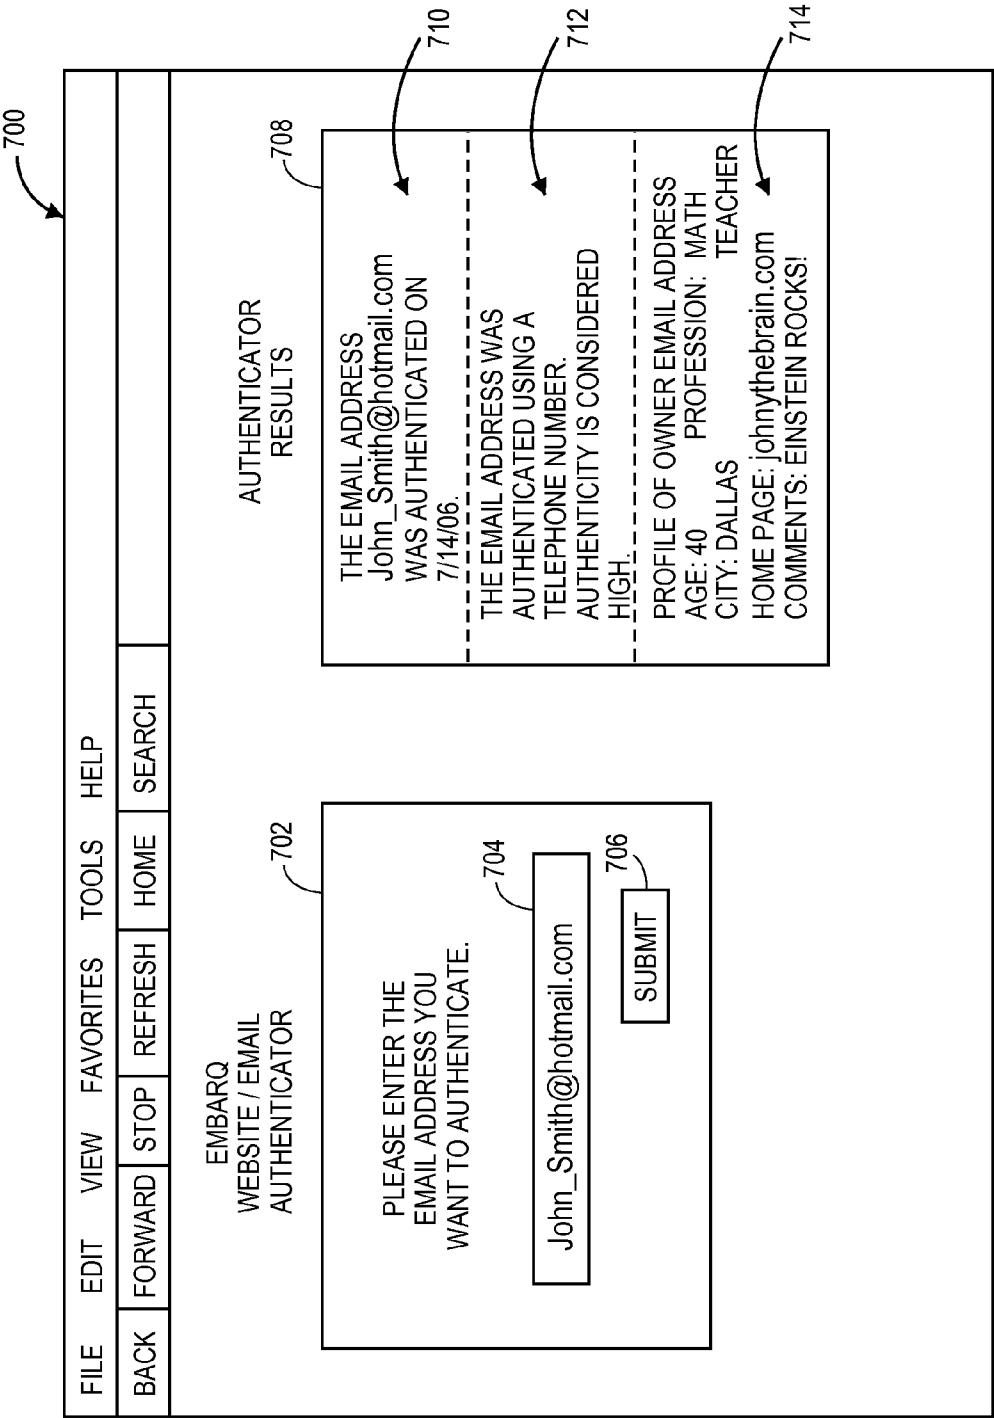 700
FILE EDIT VIEW FAVORITES TOOLS HELP
BACK FORWARD STOP REFRESH HOME SEARCH
EMBARQ
WEBSITE / EMAIL
AUTHENTICATOR
702
PLEASE ENTER THE
EMAIL ADDRESS YOU
WANT TO AUTHENTICATE.
704
John_Smith@hotmail.com
706
SUBMIT
AUTHENTICATOR
RESULTS
708
THE EMAIL ADDRESS
John_Smith@hotmail.com
WAS AUTHENTICATED ON
7/14/06.
710
THE EMAIL ADDRESS WAS
AUTHENTICATED USING A
TELEPHONE NUMBER.
AUTHENTICITY IS CONSIDERED
HIGH.
712
PROFILE OF OWNER EMAIL ADDRESS
AGE: 40 PROFESSION: MATH
CITY: DALLAS TEACHER
HOME PAGE: johnythebrain.com
COMMENTS: EINSTEIN ROCKS!
714